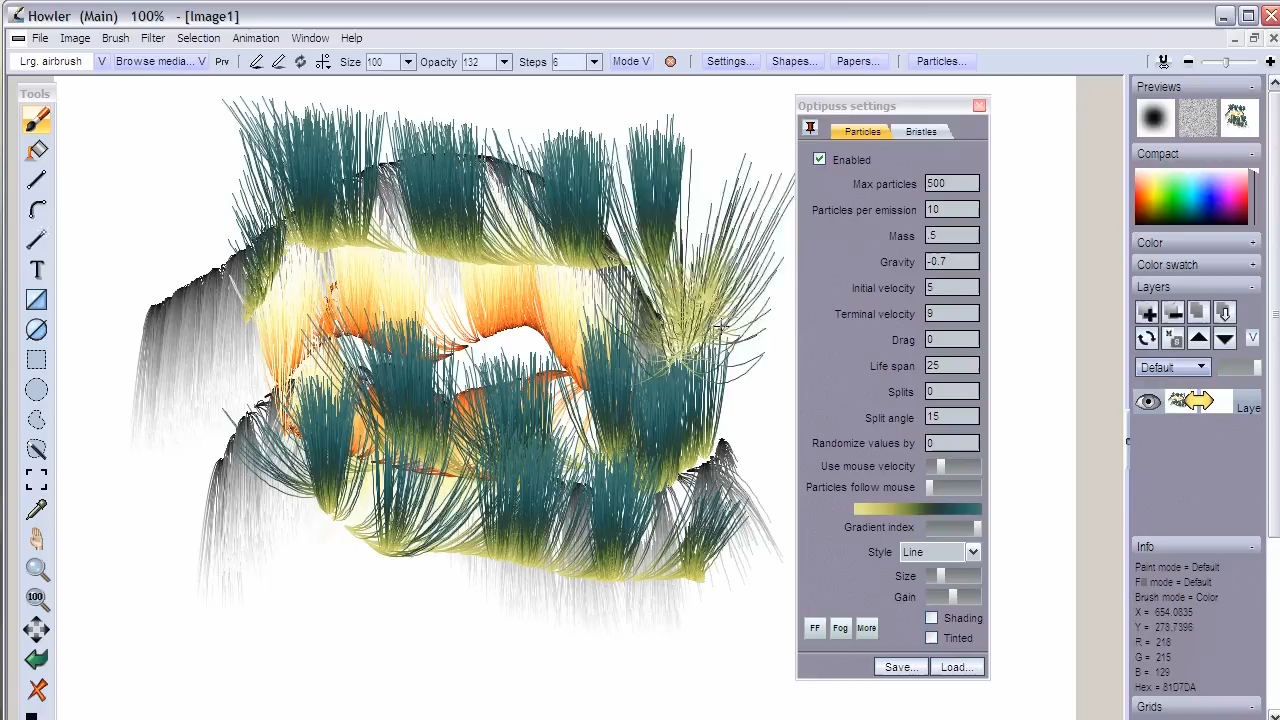 Howler (Main) 100% - [Image1]
File Image Brush Filter Selection Animation Window Help
Lrg. airbrush V Browse media... V Prv Size 100 Opacity 132 Steps 6 Mode V Settings... Shapes... Papers... Particles...
Tools
T
100
Optipuss settings
Particles Bristles
Enabled
Max particles 500
Particles per emission 10
Mass .5
Gravity -0.7
Initial velocity 5
Terminal velocity 9
Drag 0
Life span 25
Splits 0
Split angle 15
Randomize values by 0
Use mouse velocity
Particles follow mouse
Gradient index
Style Line
Size
Gain
Shading
FF Fog More
Tinted
Save... Load...
Previews
Compact
Color
Color swatch
Layers
V
Default
Laye
Info
Paint mode = Default
Fill mode = Default
Brush mode = Color
X = 654.0835
Y = 278.7396
R = 218
G = 215
B = 129
Hex = 81D7DA
Grids